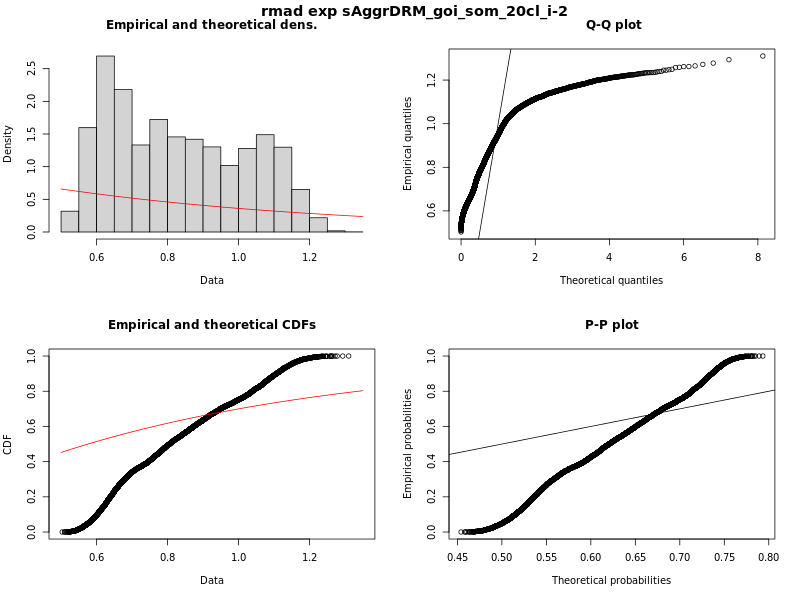 rmad exp sAggrDRM_goi_som_20cl_i-2
Empirical and theoretical dens.
Density
0.0 0.5 1.0 1.5 2.0 2.5
0.6 0.8 1.0 1.2
Data
Q-Q plot
Empirical quantiles
0.6 0.8 1.0 1.2
0 2 4 6 8
Theoretical quantiles
Empirical and theoretical CDFs
CDF
0.0 0.2 0.4 0.6 0.8 1.0
0.6 0.8 1.0 1.2
Data
P-P plot
Empirical probabilities
0.0 0.2 0.4 0.6 0.8 1.0
0.45 0.50 0.55 0.60 0.65 0.70 0.75 0.80
Theoretical probabilities